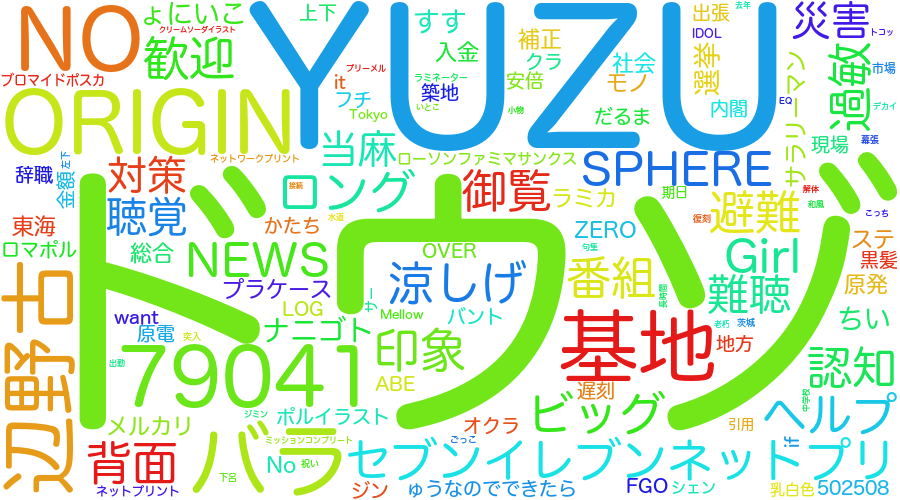 NO
YUZU
ORIGIN
ドワンゴ
ょにいこ
クリームソーダイラスト
上下
歓迎
ブロマイドポスカ
プリーメル
it
フチ
Tokyo
ラミネーター
いとこ
築地
すす
入金
補正
クラ
安倍
小物
出張
IDOL
社会
モノ
選挙
だるま
内閣
EQ
去年
災害
トコッ
市場
デカイ
過敏
サラリーマン
現場
幕張
辞職
金額
左下
対策
ネットワークプリント
当麻
ローソンファミマサンクス
SPHERE
ロング
御覧
ラミカ
期日
避難
解体
和風
こっち
接続
聴覚
東海
ロマポル
総合
かたち
水道
ZERO
復刻
句集
OVER
NEWS
プラケース
涼しげ
番組
長時間
Girl
難聴
ステ
黒髪
原発
辺野古
want
原電
LOG
サー
Mellow
バント
ナニゴト
突入
79041
出勤
印象
ABE
基地
老朽
茨城
地方
ちい
認知
遅刻
中学校
メルカリ
ジミン
ポルイラスト
オクラ
ビッグ
引用
ヘルプ
if
背面
バラ
ミッションコンプリート
ごっこ
セブンイレブンネットプリ
ネットプリント
下呂
No
祝い
ジン
ゅうなのでできたら
FGO
シェン
乳白色
502508